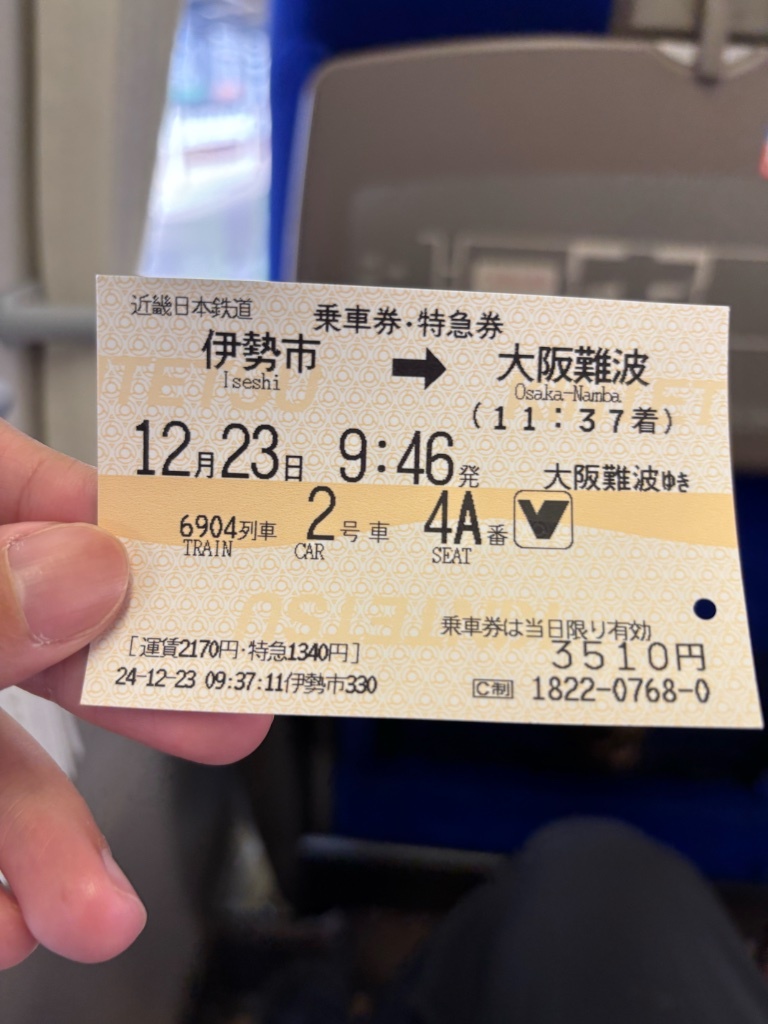 近畿日本鉄道
乗車券・特急券
伊勢市 ➡ 大阪難波
Iseshi Osaka-Namba
(11:37着)
12月23日 9:46発 大阪難波ゆき
6904列車 2号車 4A番 V
TRAIN CAR SEAT
乗車券は当日限り有効
[運賃2170円・特急1340円] 3510円
24-12-23 09:37:11伊勢市330 C制 1822-0768-0